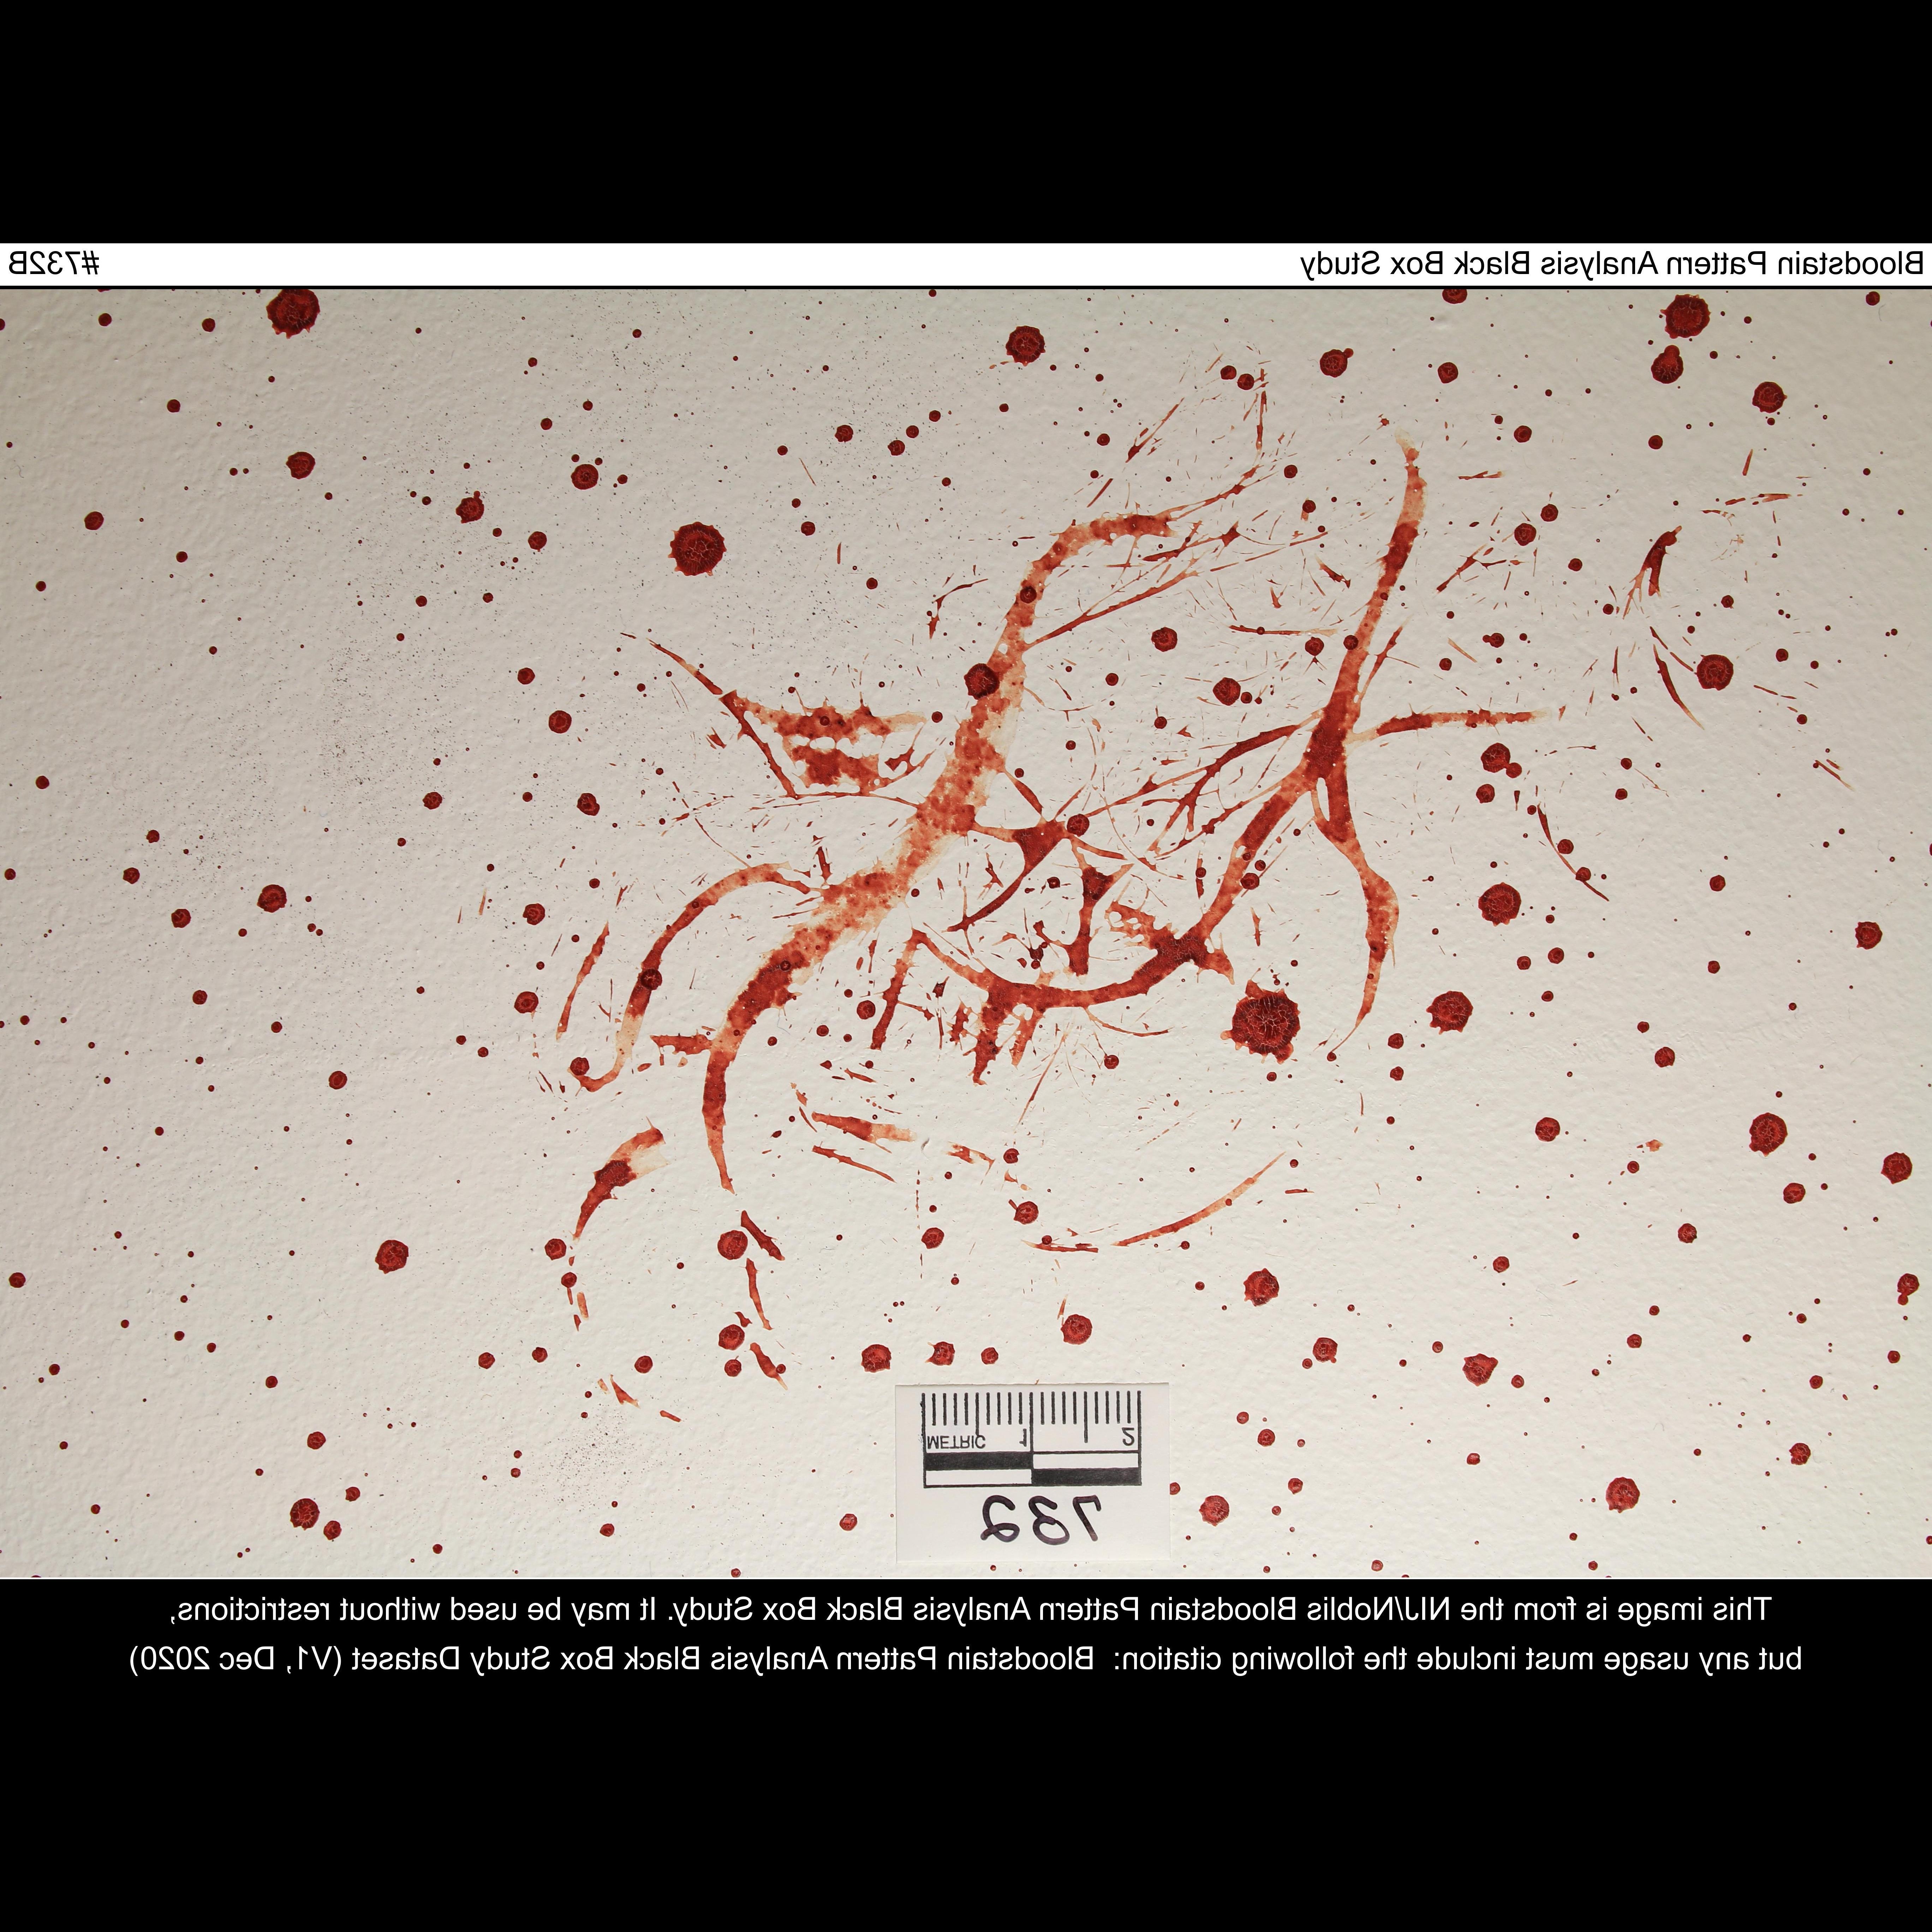 Bloodstain Pattern Analysis Black Box Study #732B
METRIC 1 2
732
This image is from the NIJ/Noblis Bloodstain Pattern Analysis Black Box Study. It may be used without restrictions,
but any usage must include the following citation: Bloodstain Pattern Analysis Black Box Study Dataset (V1, Dec 2020)